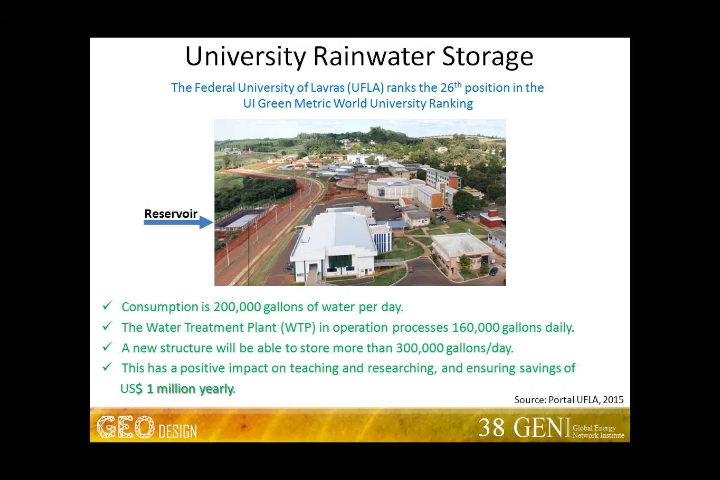 University Rainwater Storage
The Federal University of Lavras (UFLA) ranks the 26th position in the
UI Green Metric World University Ranking
Reservoir
✓ Consumption is 200,000 gallons of water per day.
✓ The Water Treatment Plant (WTP) in operation processes 160,000 gallons daily.
✓ A new structure will be able to store more than 300,000 gallons/day.
✓ This has a positive impact on teaching and researching, and ensuring savings of
US$ 1 million yearly.
Source: Portal UFLA, 2015
GEO DESIGN
38 GENI Global Energy
Network Institute